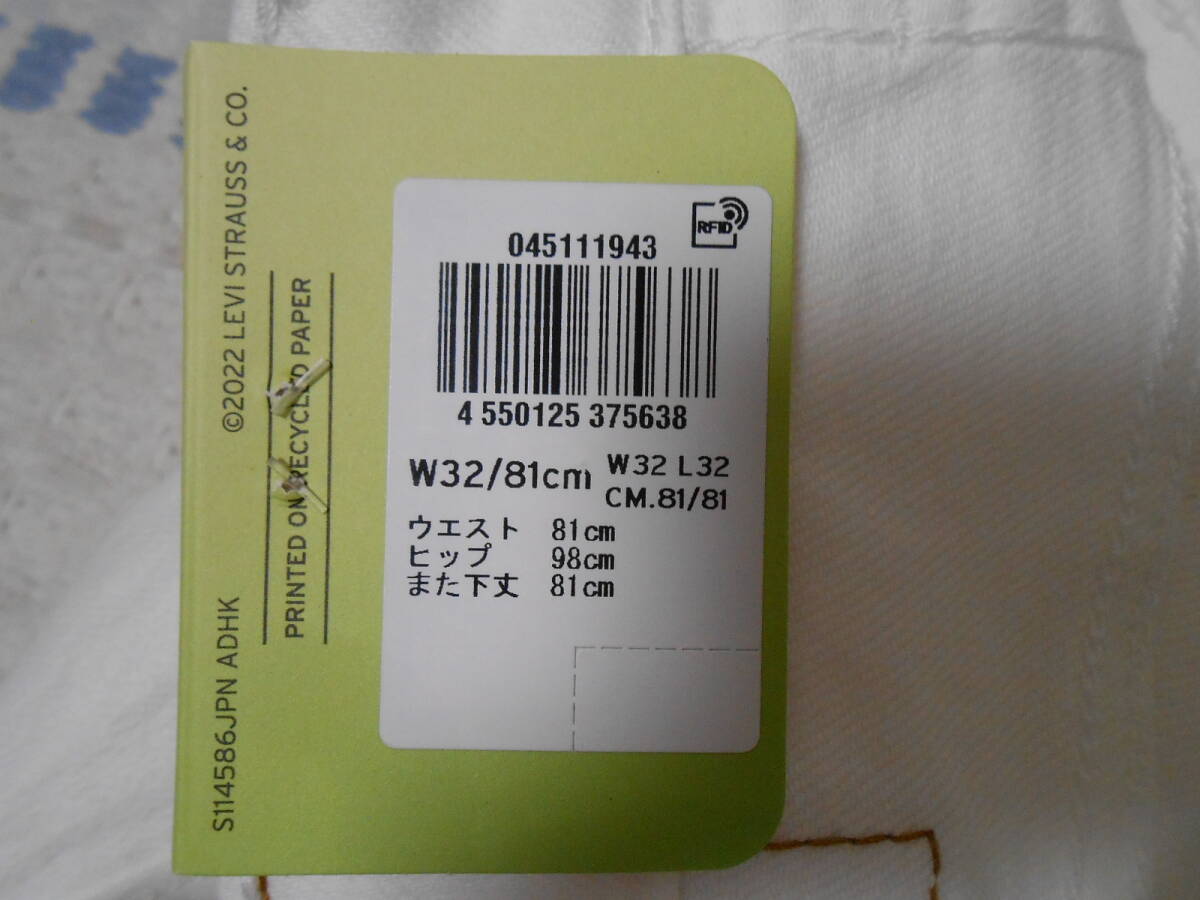 ©2022 LEVI STRAUSS & CO.
PRINTED ON RECYCLED PAPER
S114586JPN ADHK
RFID
045111943
4 550125 375638
W32/81cm
W32 L32
CM.81/81
ウエスト 81cm
ヒップ 98cm
また下丈 81cm